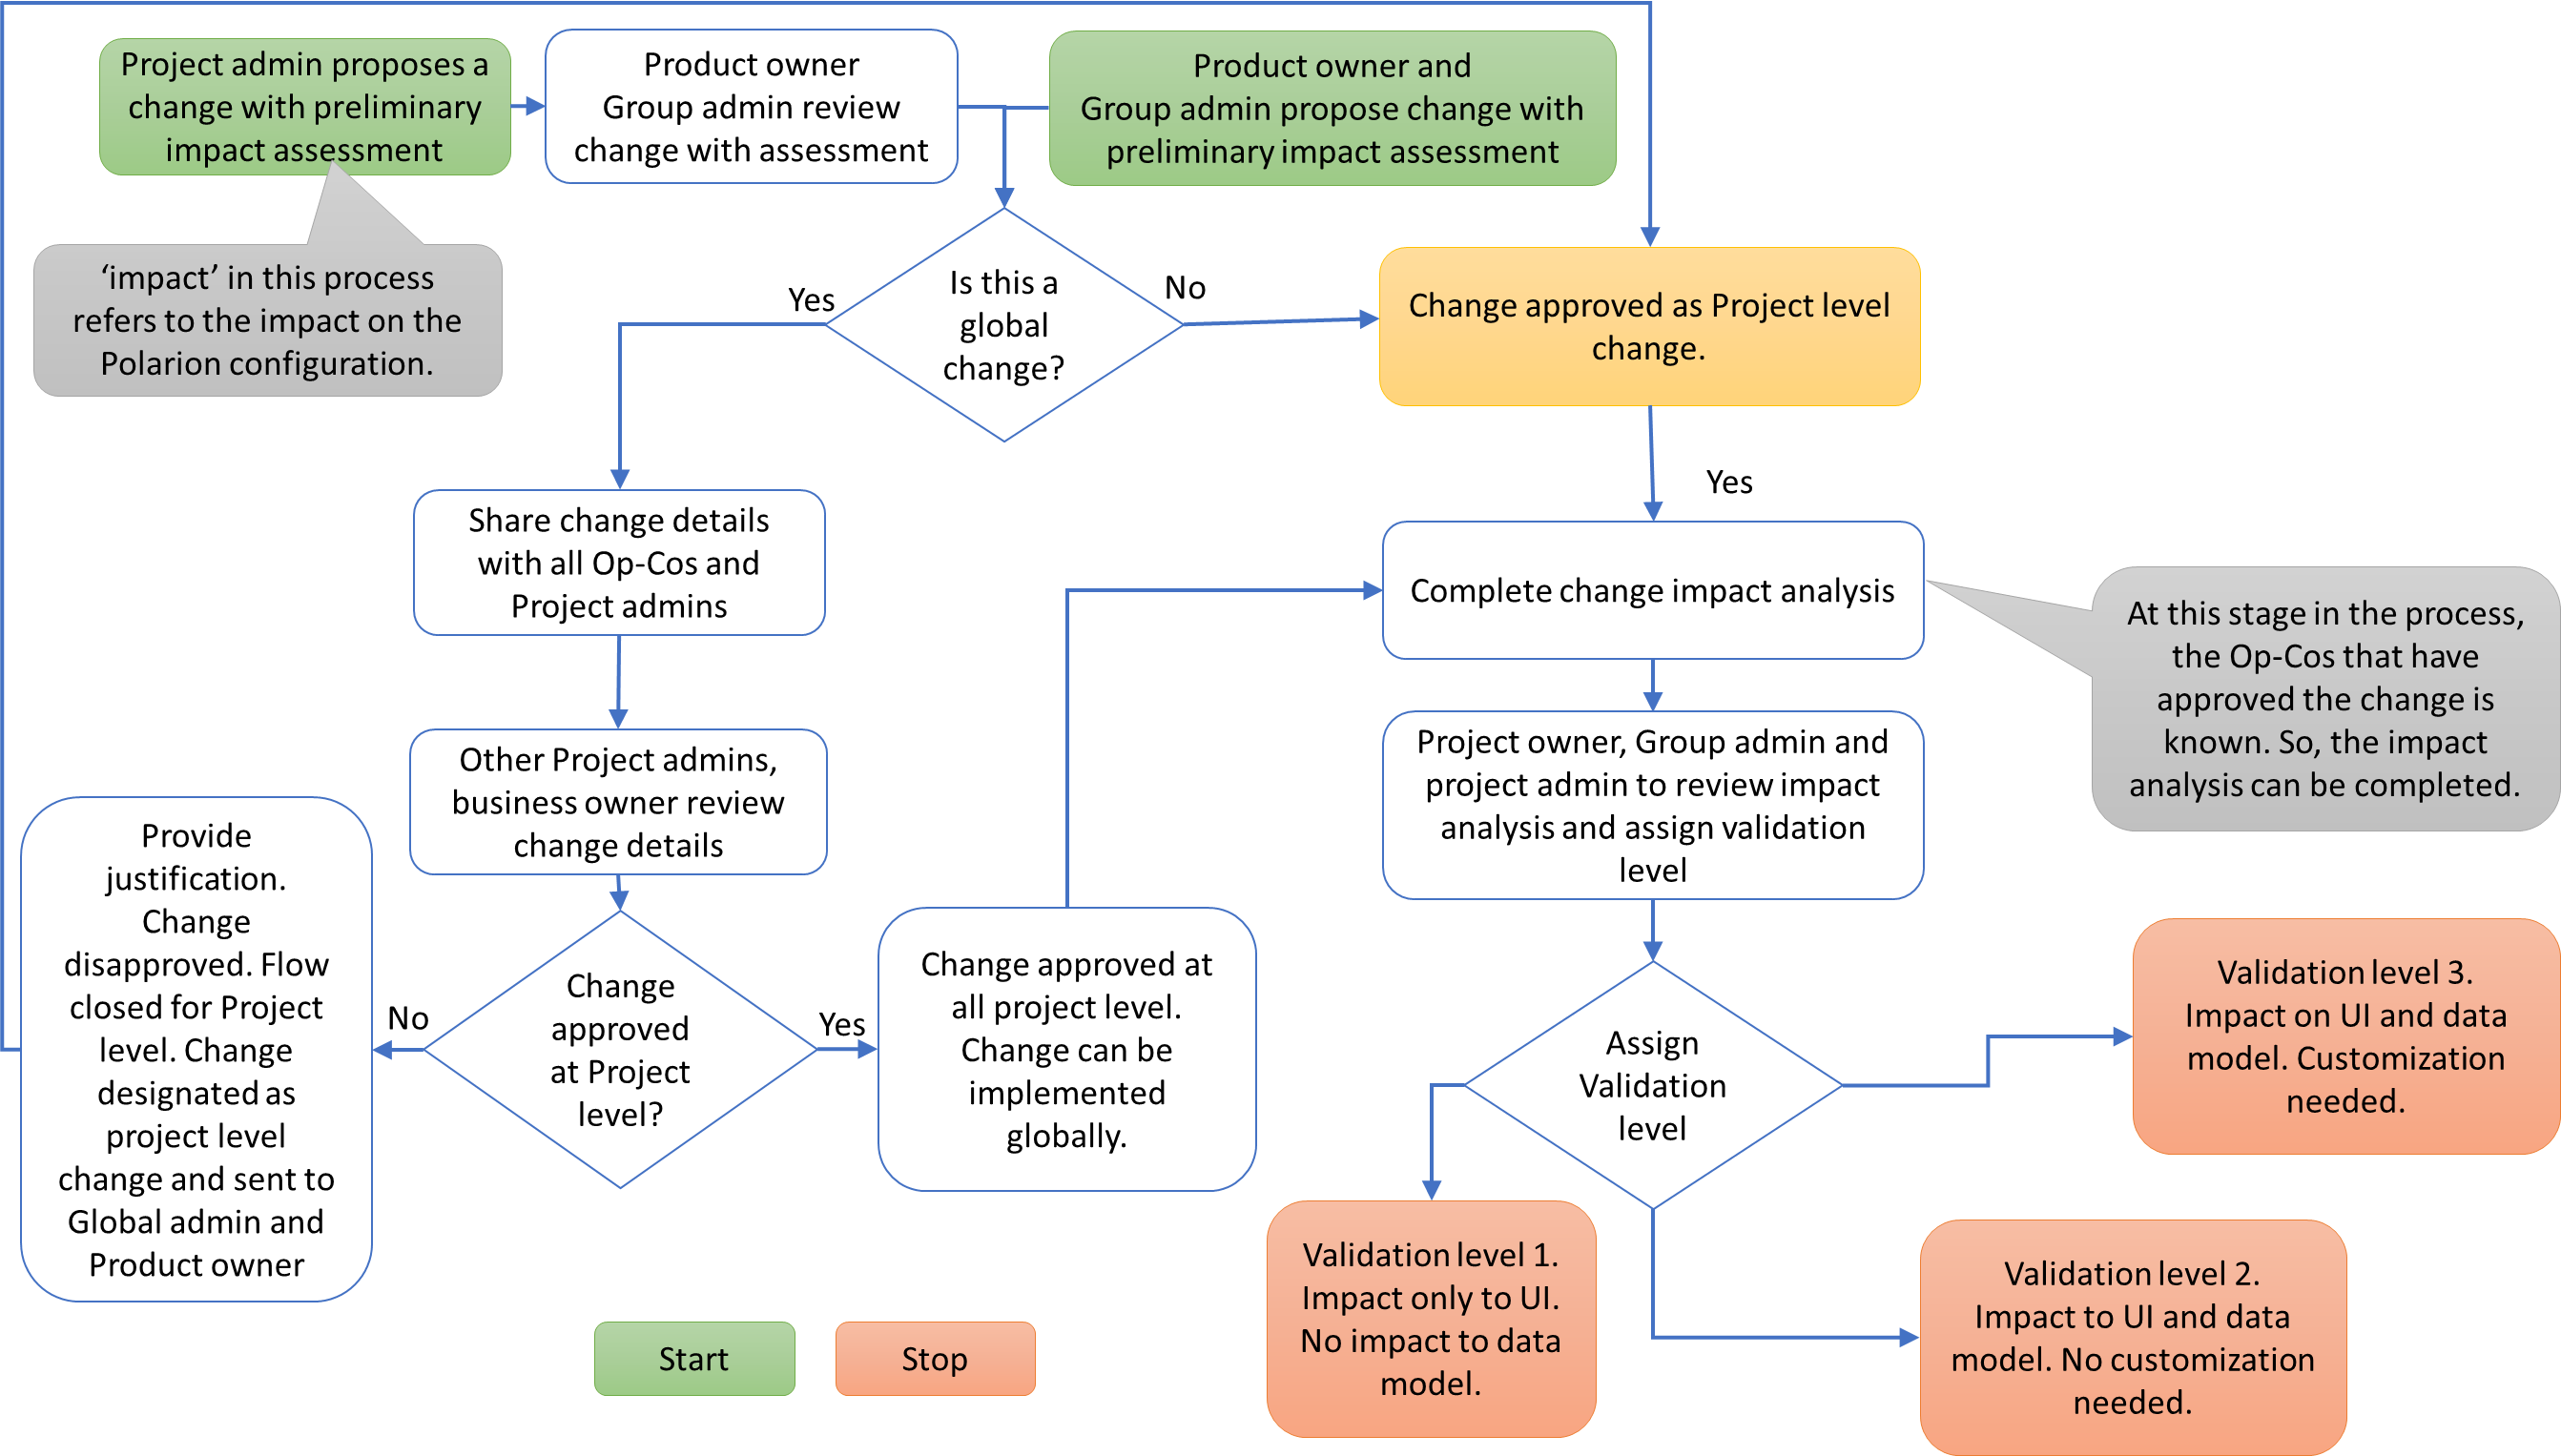 Project admin proposes a
change with preliminary
impact assessment
Product owner
Group admin review
change with assessment
Product owner and
Group admin propose change with
preliminary impact assessment
‘impact’ in this process
refers to the impact on the
Polarion configuration.
Yes
Is this a
global
change?
No
Change approved as Project level
change.
Yes
Share change details
with all Op-Cos and
Project admins
Complete change impact analysis
At this stage in the process,
the Op-Cos that have
approved the change is
known. So, the impact
analysis can be completed.
Other Project admins,
business owner review
change details
Project owner, Group admin and
project admin to review impact
analysis and assign validation
level
Provide
justification.
Change
disapproved. Flow
closed for Project
level. Change
designated as
project level
change and sent to
Global admin and
Product owner
No
Change
approved
at Project
level?
Yes
Change approved at
all project level.
Change can be
implemented
globally.
Assign
Validation
level
Validation level 3.
Impact on UI and data
model. Customization
needed.
Validation level 1.
Impact only to UI.
No impact to data
model.
Validation level 2.
Impact to UI and data
model. No customization
needed.
Start
Stop